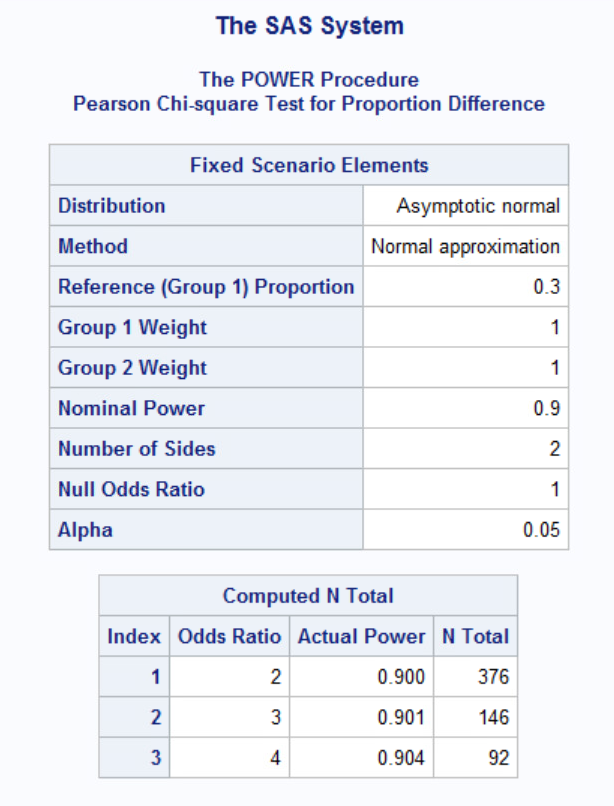 The SAS System
The POWER Procedure
Pearson Chi-square Test for Proportion Difference
Fixed Scenario Elements
Distribution Asymptotic normal
Method Normal approximation
Reference (Group 1) Proportion 0.3
Group 1 Weight 1
Group 2 Weight 1
Nominal Power 0.9
Number of Sides 2
Null Odds Ratio 1
Alpha 0.05
Computed N Total
Index Odds Ratio Actual Power N Total
1 2 0.900 376
2 3 0.901 146
3 4 0.904 92